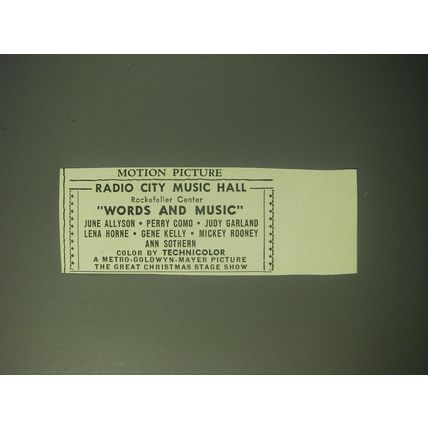 MOTION PICTURE
RADIO CITY MUSIC HALL
Rockefeller Center
"WORDS AND MUSIC"
JUNE ALLYSON • PERRY COMO • JUDY GARLAND
LENA HORNE • GENE KELLY • MICKEY ROONEY
ANN SOTHERN
COLOR BY TECHNICOLOR
A METRO-GOLDWYN-MAYER PICTURE
THE GREAT CHRISTMAS STAGE SHOW